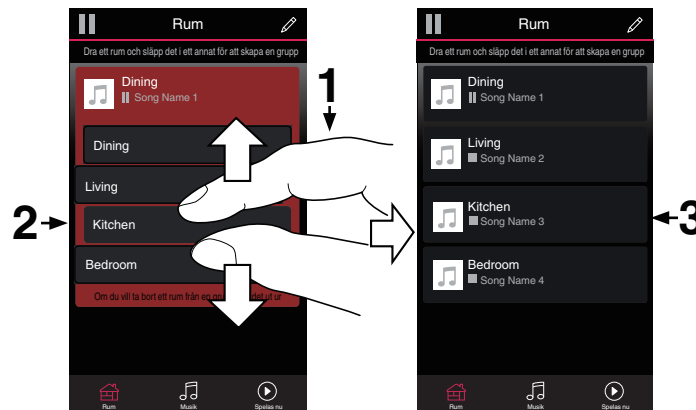 Rum
Dra ett rum och släpp det i ett annat för att skapa en grupp
Dining
Song Name 1
Dining
Living
Kitchen
Bedroom
Om du vill ta bort ett rum från en det ut ur
Rum
Musik
Spelas nu
1
2
Rum
Dra ett rum och släpp det i ett annat för att skapa en grupp
Dining
Song Name 1
Living
Song Name 2
Kitchen
Song Name 3
Bedroom
Song Name 4
Rum
Musik
Spelas nu
3